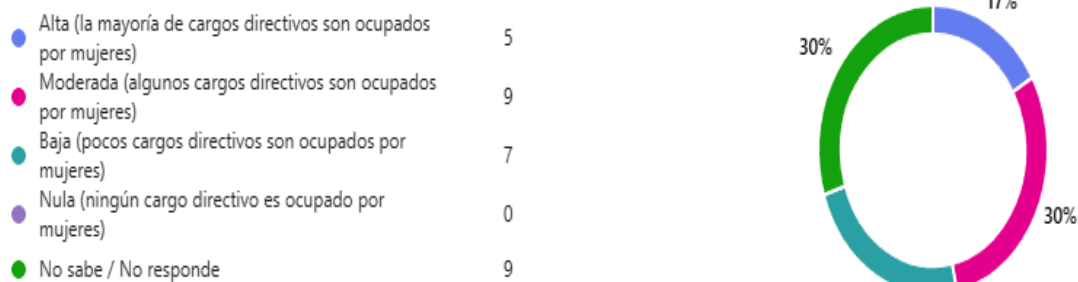 Alta (la mayoría de cargos directivos son ocupados
por mujeres)
5
Moderada (algunos cargos directivos son ocupados
por mujeres)
9
Baja (pocos cargos directivos son ocupados por
mujeres)
7
Nula (ningún cargo directivo es ocupado por
mujeres)
0
No sabe / No responde
9
17%
30%
30%